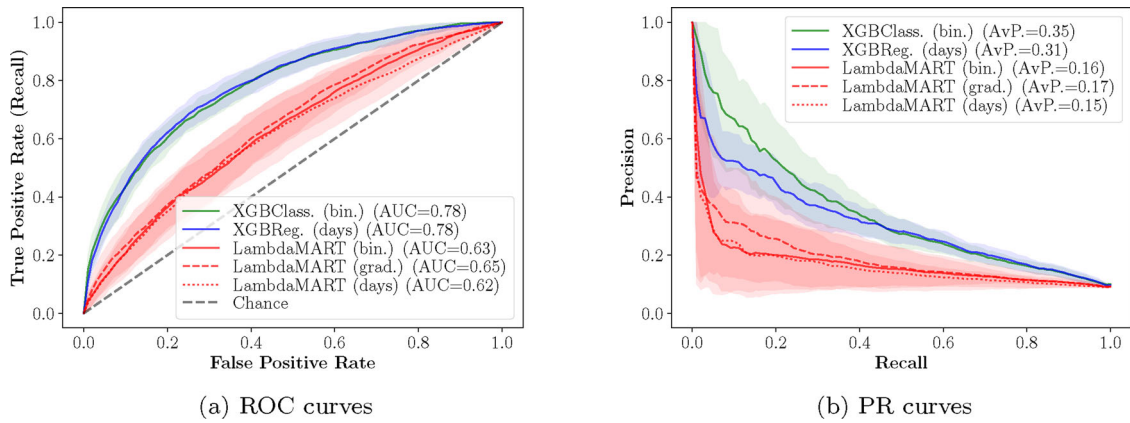 1.0
0.8
0.6
0.4
0.2
0.0
True Positive Rate (Recall)
XGBClass. (bin.) (AUC=0.78)
XGBReg. (days) (AUC=0.78)
LambdaMART (bin.) (AUC=0.63)
LambdaMART (grad.) (AUC=0.65)
LambdaMART (days) (AUC=0.62)
Chance
0.0 0.2 0.4 0.6 0.8 1.0
False Positive Rate
(a) ROC curves
1.0
0.8
0.6
0.4
0.2
0.0
Precision
XGBClass. (bin.) (AvP.=0.35)
XGBReg. (days) (AvP.=0.31)
LambdaMART (bin.) (AvP.=0.16)
LambdaMART (grad.) (AvP.=0.17)
LambdaMART (days) (AvP.=0.15)
0.0 0.2 0.4 0.6 0.8 1.0
Recall
(b) PR curves